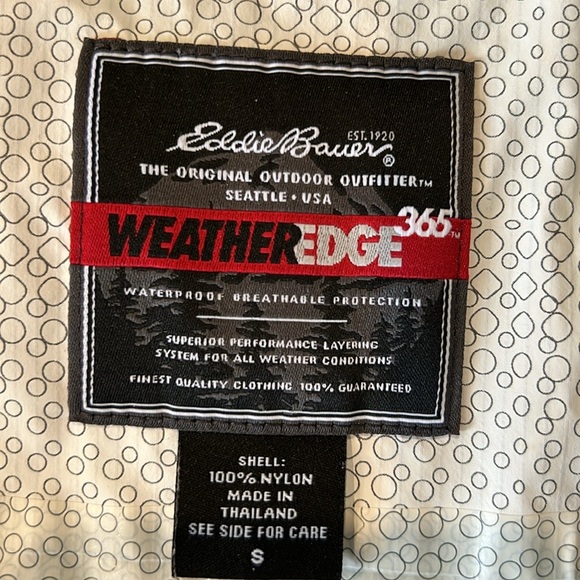 Eddie Bauer® EST. 1920
THE ORIGINAL OUTDOOR OUTFITTER™
SEATTLE • USA
WEATHEREDGE 365™
WATERPROOF BREATHABLE PROTECTION
SUPERIOR PERFORMANCE LAYERING
SYSTEM FOR ALL WEATHER CONDITIONS
FINEST QUALITY CLOTHING 100% GUARANTEED
SHELL:
100% NYLON
MADE IN
THAILAND
SEE SIDE FOR CARE
S